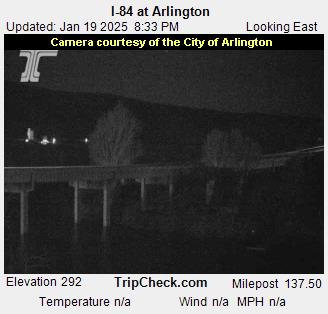 I-84 at Arlington
Updated: Jan 19 2025 8:33 PM Looking East
Camera courtesy of the City of Arlington
Elevation 292 TripCheck.com Milepost 137.50
Temperature n/a Wind n/a MPH n/a